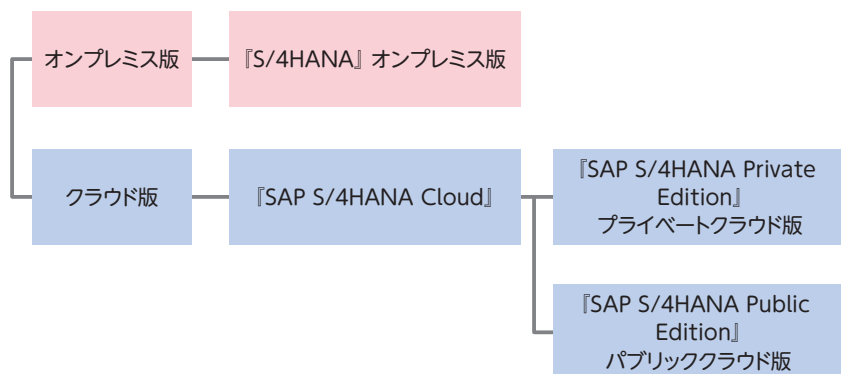 オンプレミス版
『S/4HANA』オンプレミス版
クラウド版
『SAP S/4HANA Cloud』
『SAP S/4HANA Private
Edition』
プライベートクラウド版
『SAP S/4HANA Public
Edition』
パブリッククラウド版